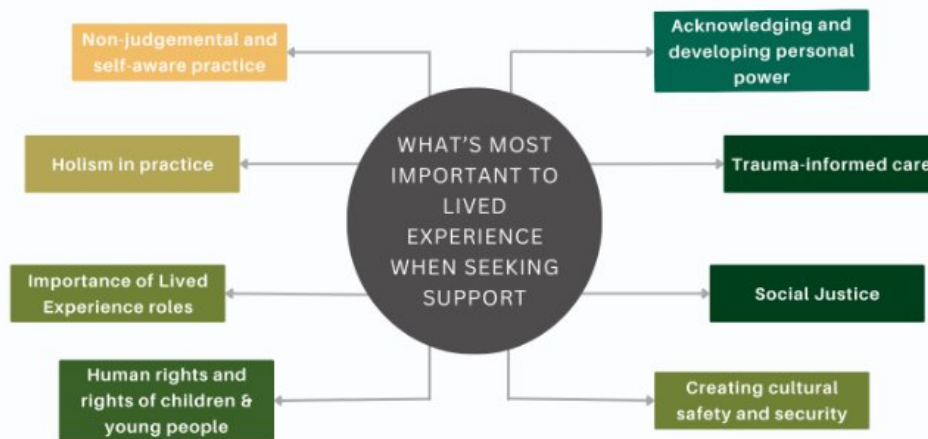 Non-judgemental and
self-aware practice
Holism in practice
Importance of Lived
Experience roles
Human rights and
rights of children &
young people
WHAT'S MOST
IMPORTANT TO
LIVED
EXPERIENCE
WHEN SEEKING
SUPPORT
Acknowledging and
developing personal
power
Trauma-informed care
Social Justice
Creating cultural
safety and security